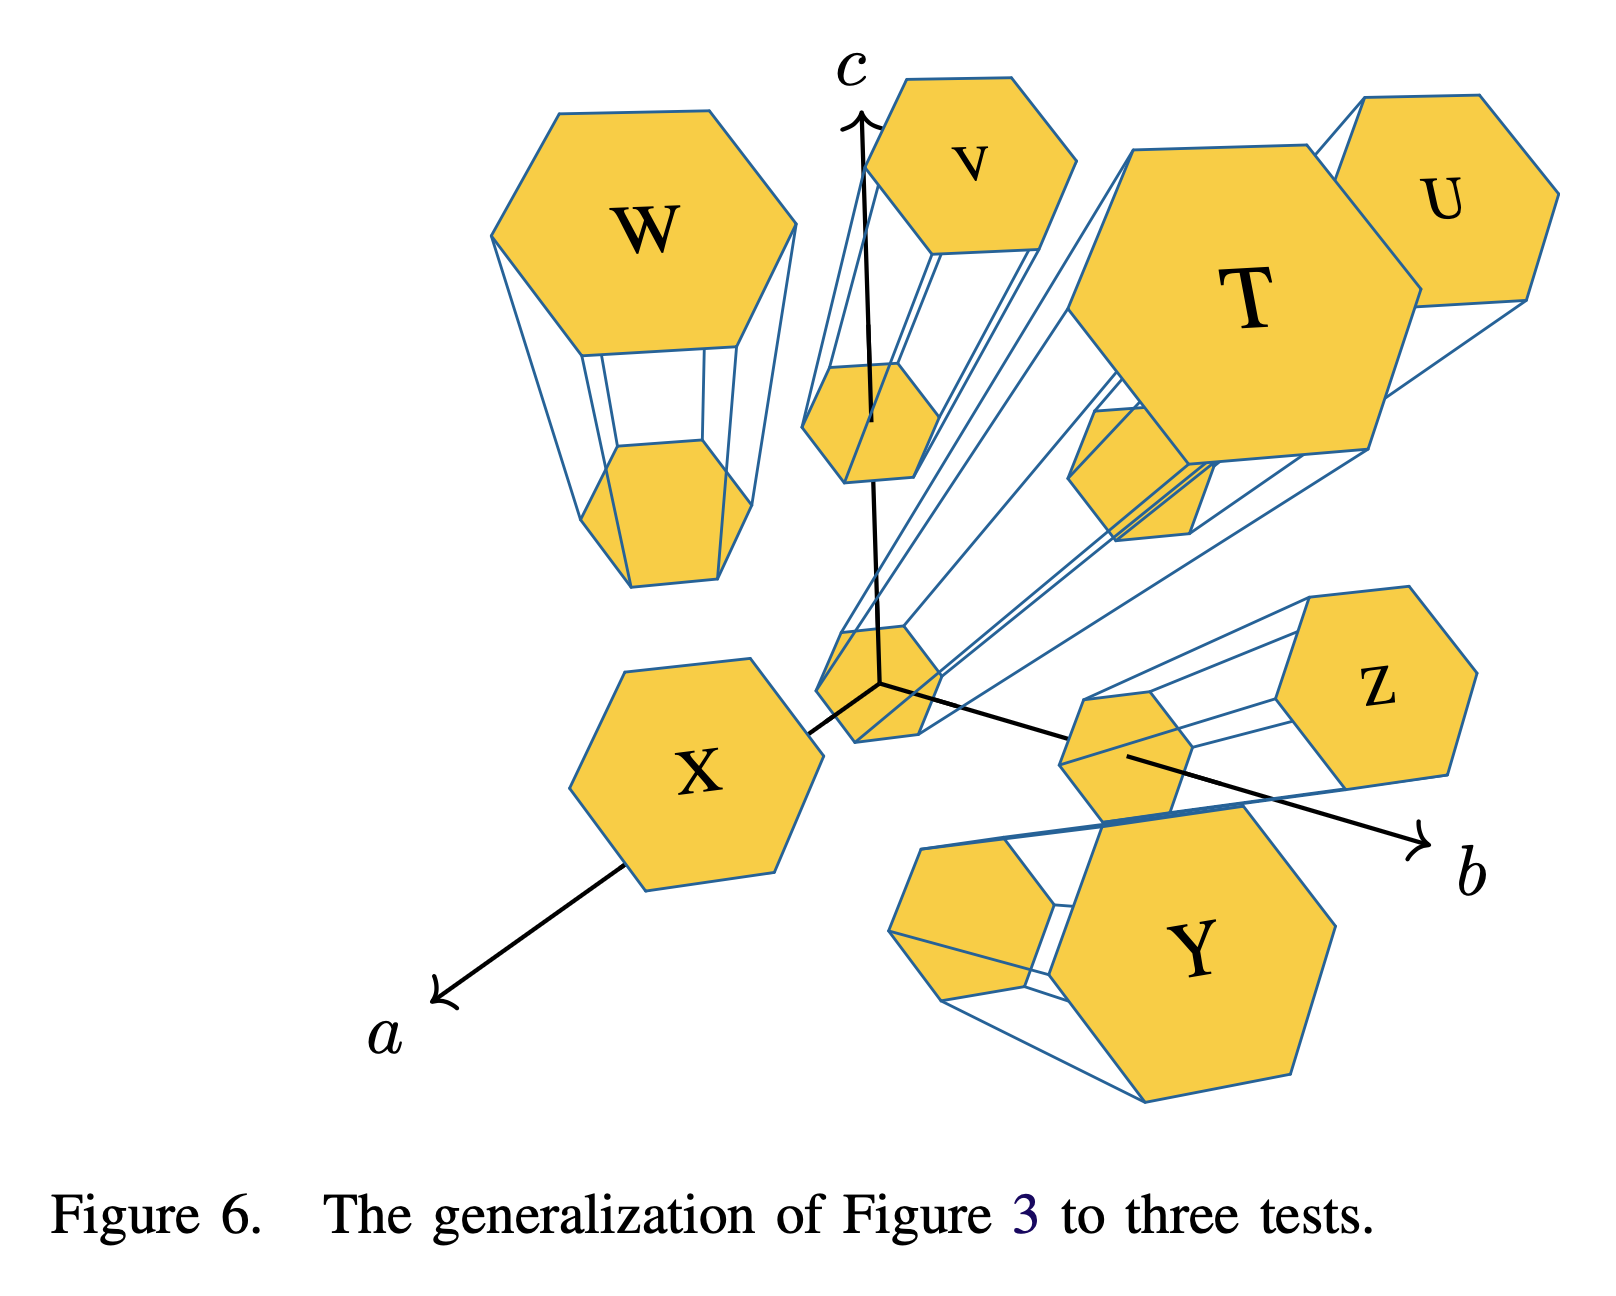 c
V
U
W
T
Z
X
b
Y
a
Figure 6. The generalization of Figure 3 to three tests.